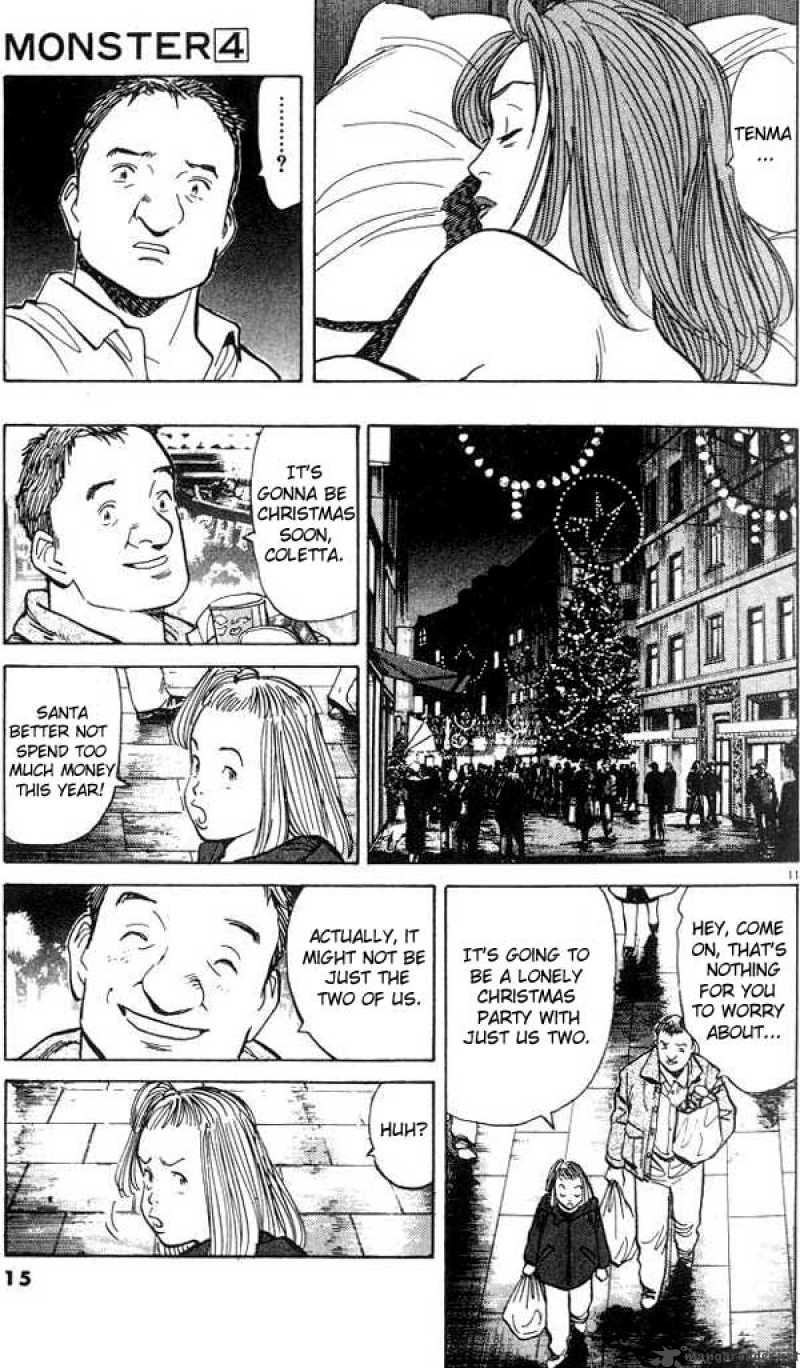 MONSTER 4
TENMA
...
.........?
IT'S
GONNA BE
CHRISTMAS
SOON,
COLETTA.
SANTA
BETTER NOT
SPEND TOO
MUCH MONEY
THIS YEAR!
11
HEY, COME
ON, THAT'S
NOTHING
FOR YOU
TO WORRY
ABOUT...
IT'S GOING TO
BE A LONELY
CHRISTMAS
PARTY WITH
JUST US TWO.
ACTUALLY, IT
MIGHT NOT BE
JUST THE
TWO OF US.
HUH?
15